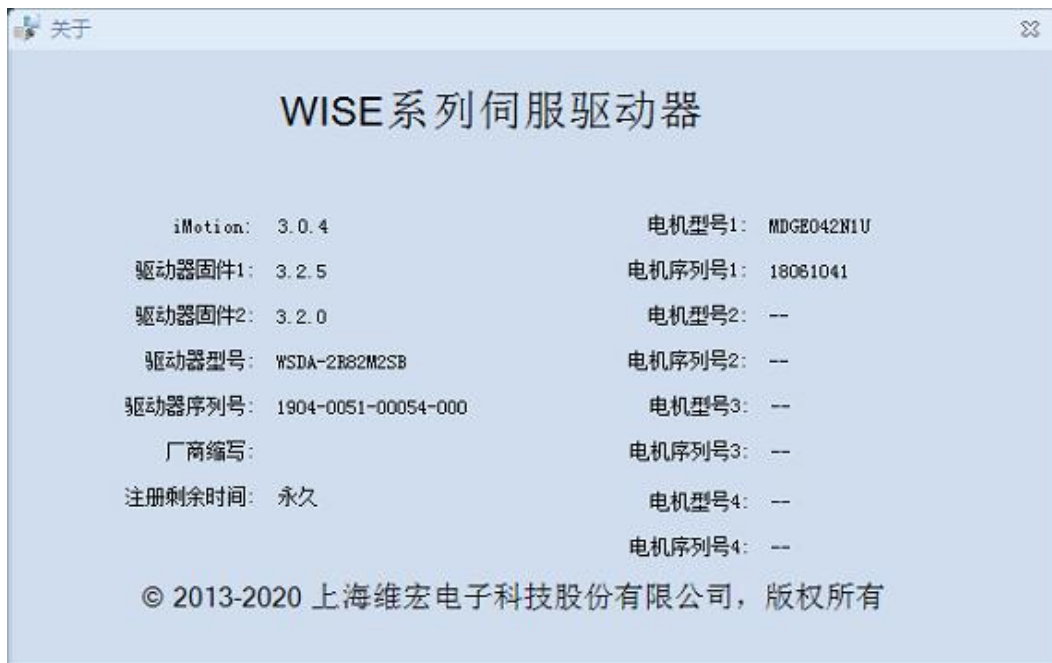 关于
WISE系列伺服驱动器
iMotion: 3.0.4
驱动器固件1: 3.2.5
驱动器固件2: 3.2.0
驱动器型号: WSDA-2R82M2SB
驱动器序列号: 1904-0051-00054-000
厂商缩写:
注册剩余时间: 永久
电机型号1: MDGE042N1U
电机序列号1: 18061041
电机型号2: --
电机序列号2: --
电机型号3: --
电机序列号3: --
电机型号4: --
电机序列号4: --
© 2013-2020 上海维宏电子科技股份有限公司，版权所有